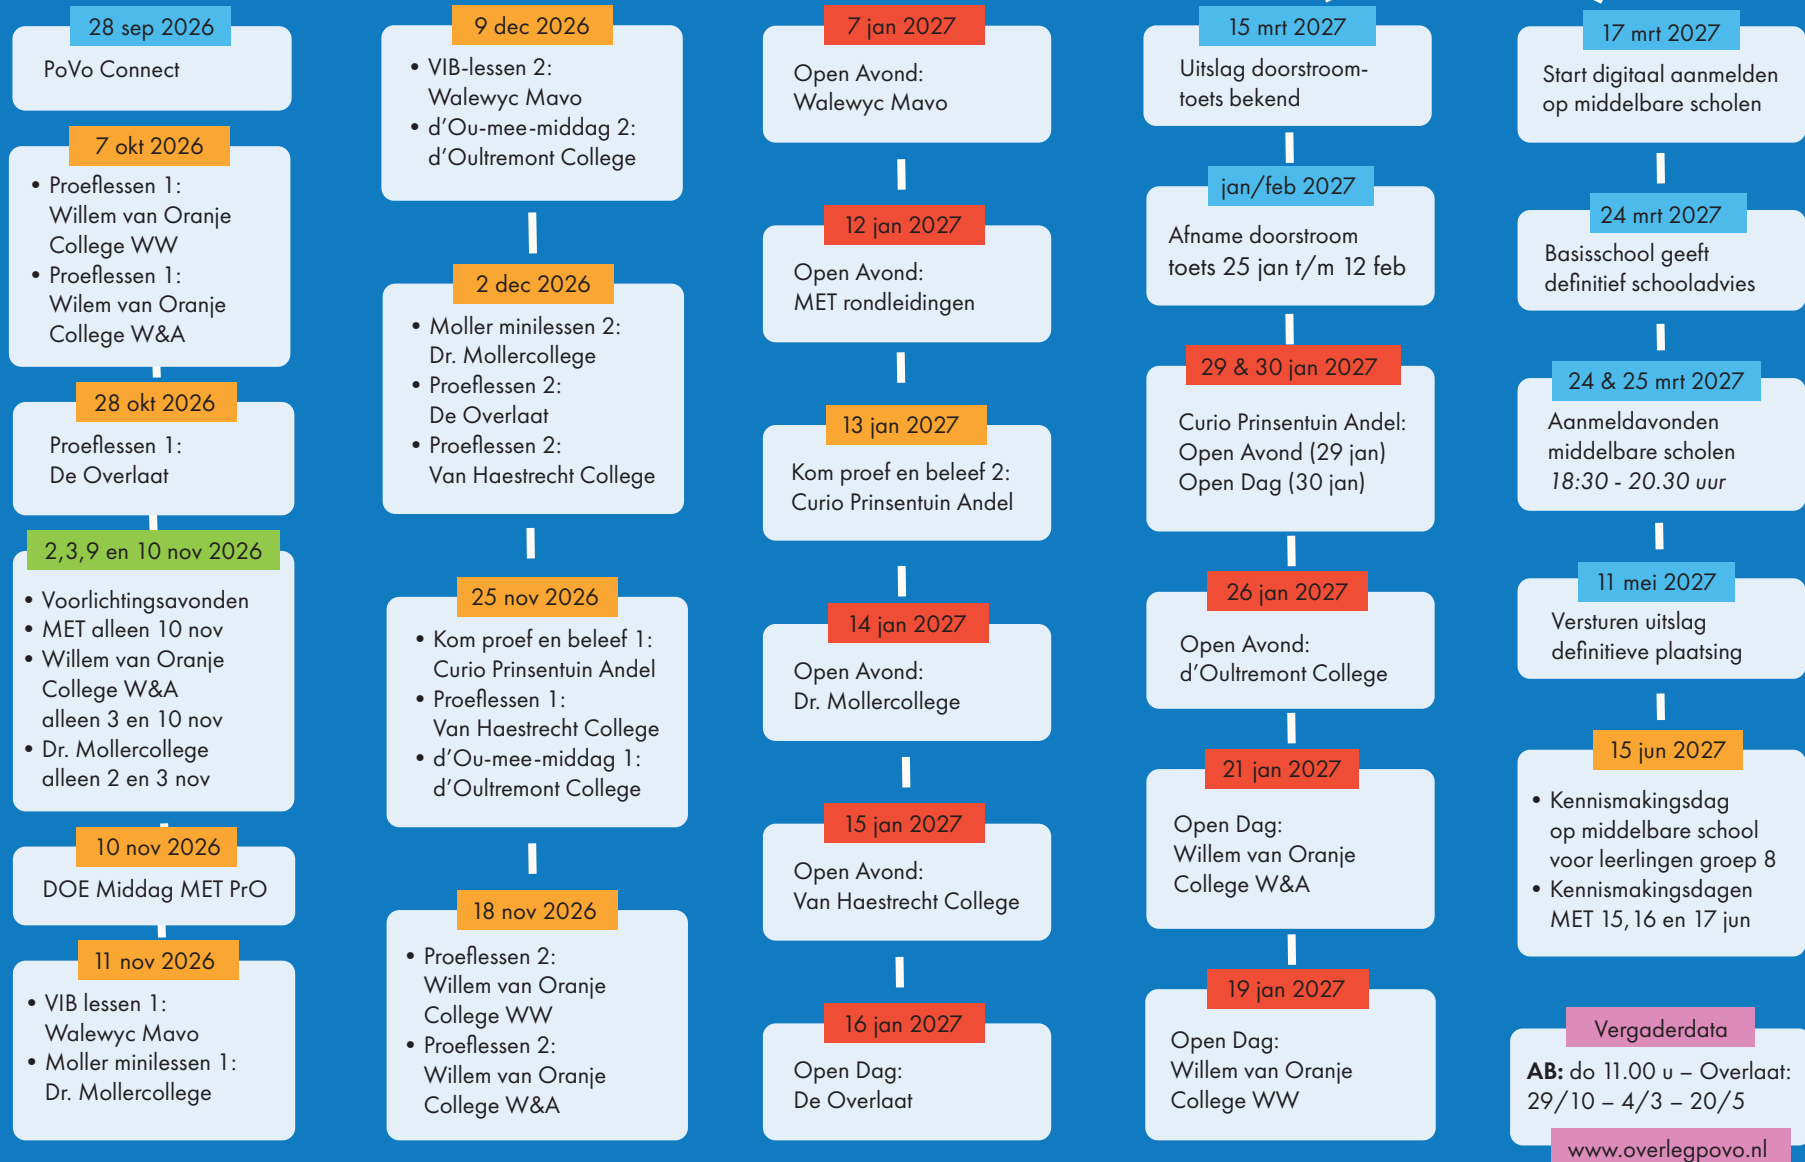 28 sep 2026
PoVo Connect
7 okt 2026
• Proeflessen 1:
Willem van Oranje
College WW
• Proeflessen 1:
Wilem van Oranje
College W&A
28 okt 2026
Proeflessen 1:
De Overlaat
2,3,9 en 10 nov 2026
• Voorlichtingsavonden
• MET alleen 10 nov
• Willem van Oranje
College W&A
alleen 3 en 10 nov
• Dr. Mollercollege
alleen 2 en 3 nov
10 nov 2026
DOE Middag MET PrO
11 nov 2026
• VIB lessen 1:
Walewyc Mavo
• Moller minilessen 1:
Dr. Mollercollege
9 dec 2026
• VIB-lessen 2:
Walewyc Mavo
• d'Ou-mee-middag 2:
d'Oultremont College
2 dec 2026
• Moller minilessen 2:
Dr. Mollercollege
• Proeflessen 2:
De Overlaat
• Proeflessen 2:
Van Haestrecht College
25 nov 2026
• Kom proef en beleef 1:
Curio Prinsentuin Andel
• Proeflessen 1:
Van Haestrecht College
• d'Ou-mee-middag 1:
d'Oultremont College
18 nov 2026
• Proeflessen 2:
Willem van Oranje
College WW
• Proeflessen 2:
Willem van Oranje
College W&A
7 jan 2027
Open Avond:
Walewyc Mavo
12 jan 2027
Open Avond:
MET rondleidingen
13 jan 2027
Kom proef en beleef 2:
Curio Prinsentuin Andel
14 jan 2027
Open Avond:
Dr. Mollercollege
15 jan 2027
Open Avond:
Van Haestrecht College
16 jan 2027
Open Dag:
De Overlaat
15 mrt 2027
Uitslag doorstroom-
toets bekend
jan/feb 2027
Afname doorstroom
toets 25 jan t/m 12 feb
29 & 30 jan 2027
Curio Prinsentuin Andel:
Open Avond (29 jan)
Open Dag (30 jan)
26 jan 2027
Open Avond:
d'Oultremont College
21 jan 2027
Open Dag:
Willem van Oranje
College W&A
19 jan 2027
Open Dag:
Willem van Oranje
College WW
17 mrt 2027
Start digitaal aanmelden
op middelbare scholen
24 mrt 2027
Basisschool geeft
definitief schooladvies
24 & 25 mrt 2027
Aanmeldavonden
middelbare scholen
18:30 - 20.30 uur
11 mei 2027
Versturen uitslag
definitieve plaatsing
15 jun 2027
• Kennismakingsdag
op middelbare school
voor leerlingen groep 8
• Kennismakingsdagen
MET 15,16 en 17 jun
Vergaderdata
AB: do 11.00 u – Overlaat:
29/10 – 4/3 – 20/5
www.overlegpovo.nl